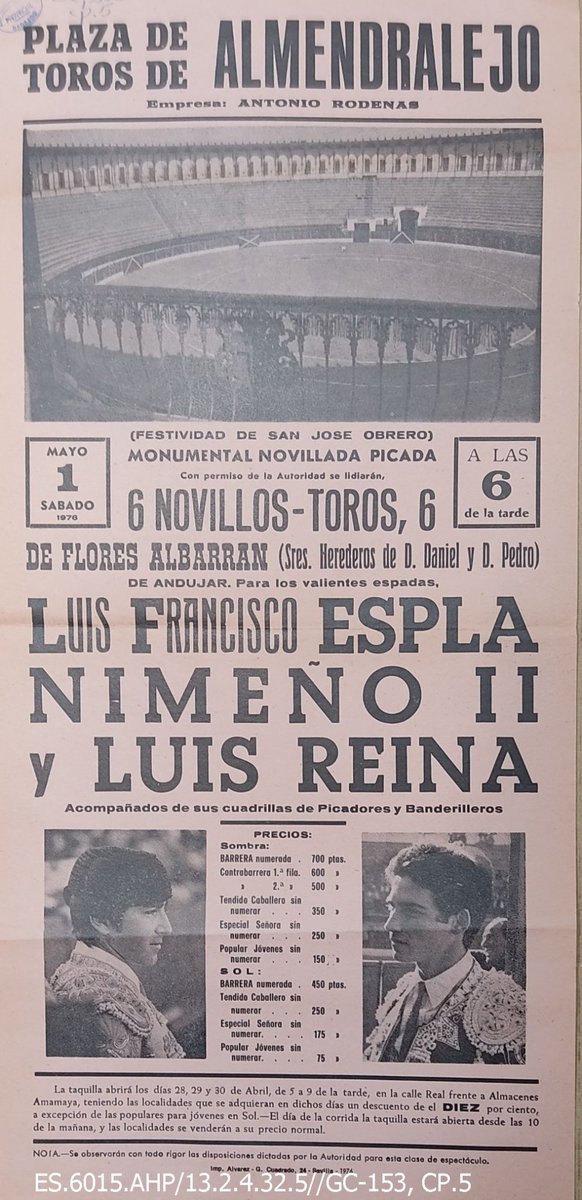 PLAZA DE
TOROS DE ALMENDRALEJO
Empresa: ANTONIO RODENAS
(FESTIVIDAD DE SAN JOSE OBRERO)
MONUMENTAL NOVILLADA PICADA
Con permiso de la Autoridad se lidiarán,
MAYO
1
SABADO
1976
6 NOVILLOS-TOROS, 6
A LAS
6
de la tarde
DE FLORES ALBARRAN (Sres. Herederos de D. Daniel y D. Pedro)
DE ANDUJAR. Para los valientes espadas,
LUIS FRANCISCO ESPLA
NIMEÑO II
y LUIS REINA
Acompañados de sus cuadrillas de Picadores y Banderilleros
PRECIOS:
Sombra:
BARRERA numerada . 700 ptas.
Contrabarrera 1.ª fila. 600 »
» 2.ª » 500 »
Tendido Caballero sin
numerar . . . 350 »
Especial Señora sin
numerar . . . 250 »
Popular Jóvenes sin
numerar . . . 150 »
SOL:
BARRERA numerada . 450 ptas.
Tendido Caballero sin
numerar . . . 250 »
Especial Señora sin
numerar. . . . 175 »
Popular Jóvenes sin
numerar. . . . 75 »
La taquilla abrirá los días 28, 29 y 30 de Abril, de 5 a 9 de la tarde, en la calle Real frente a Almacenes
Amamaya, teniendo las localidades que se adquieran en dichos días un descuento de el DIEZ por ciento,
a excepción de las populares para jóvenes en Sol.—El día de la corrida la taquilla estará abierta desde las 10
de la mañana, y las localidades se venderán a su precio normal.
NOTA.—Se observarán con todo rigor las disposiciones dictadas por la Autoridad para esta clase de espectáculo.
Imp. Alvarez - G. Cuadrado, 24 - Sevilla - 1976
ES.6015.AHP/13.2.4.32.5//GC-153, CP.5